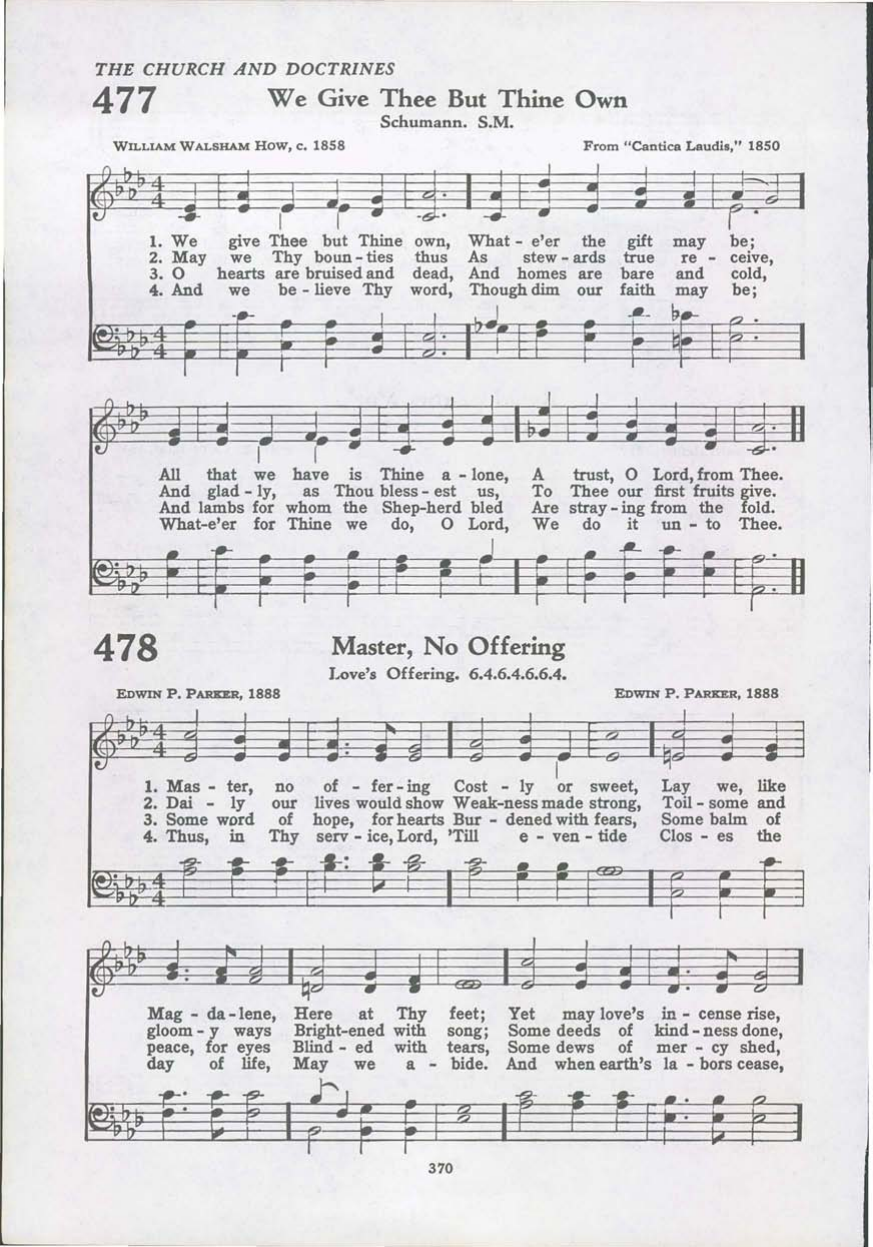 THE CHURCH AND DOCTRINES
477 We Give Thee But Thine Own
Schumann. S.M.
WILLIAM WALSHAM HOW, c. 1858 From "Cantica Laudis," 1850
1. We give Thee but Thine own, What - e'er the gift may be;
2. May we Thy boun - ties thus As stew - ards true re - ceive,
3. O hearts are bruised and dead, And homes are bare and cold,
4. And we be - lieve Thy word, Though dim our faith may be;
All that we have is Thine a - lone, A trust, O Lord, from Thee.
And glad - ly, as Thou bless - est us, To Thee our first fruits give.
And lambs for whom the Shep-herd bled Are stray - ing from the fold.
What-e'er for Thine we do, O Lord, We do it un - to Thee.
478 Master, No Offering
Love's Offering. 6.4.6.4.6.6.4.
EDWIN P. PARKER, 1888 EDWIN P. PARKER, 1888
1. Mas - ter, no of - fer - ing Cost - ly or sweet, Lay we, like
2. Dai - ly our lives would show Weak-ness made strong, Toil - some and
3. Some word of hope, for hearts Bur - dened with fears, Some balm of
4. Thus, in Thy serv - ice, Lord, 'Till e - ven - tide Clos - es the
Mag - da - lene, Here at Thy feet; Yet may love's in - cense rise,
gloom - y ways Bright-ened with song; Some deeds of kind - ness done,
peace, for eyes Blind - ed with tears, Some dews of mer - cy shed,
day of life, May we a - bide. And when earth's la - bors cease,
370